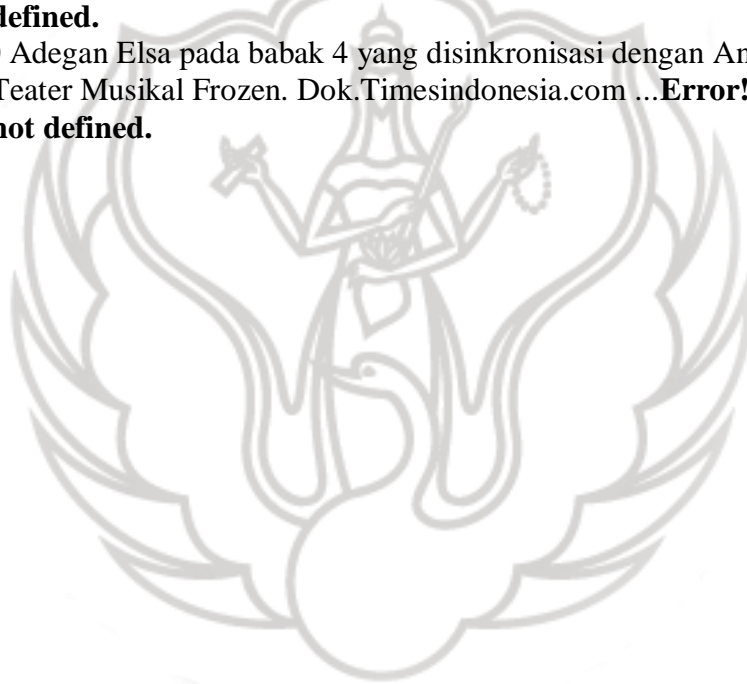 defined.
Adegan Elsa pada babak 4 yang disinkronisasi dengan An
Teater Musikal Frozen. Dok.Timesindonesia.com ...Error!
not defined.